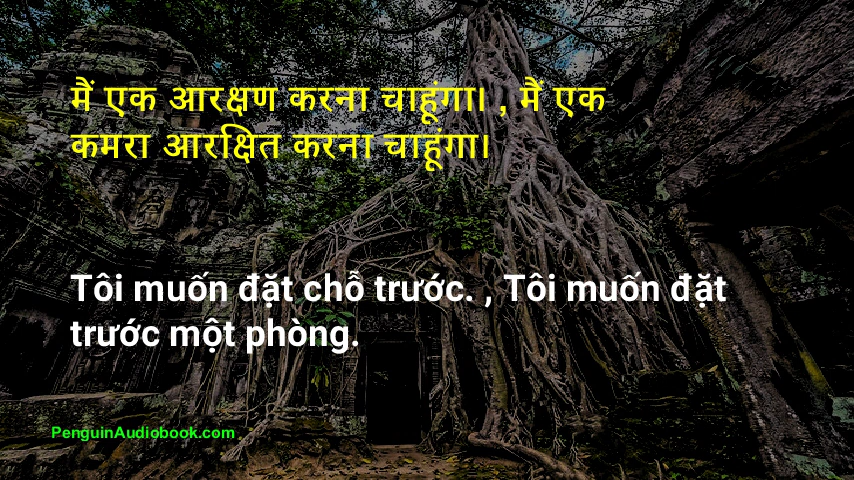 मैं एक आरक्षण करना चाहूंगा। , मैं एक
कमरा आरक्षित करना चाहूंगा।
Tôi muốn đặt chỗ trước. , Tôi muốn đặt
trước một phòng.
PenguinAudiobook.com